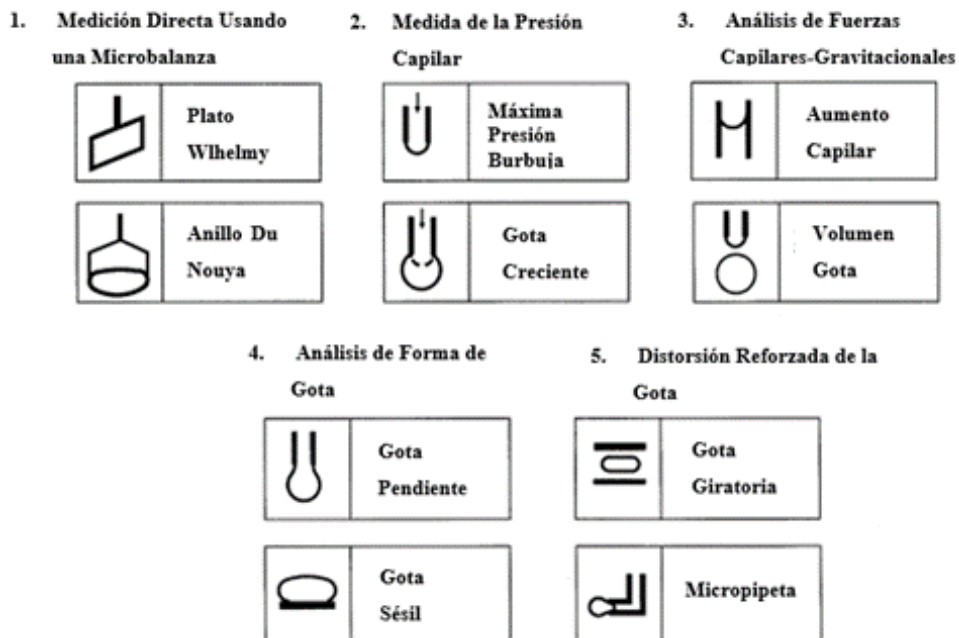 1. Medición Directa Usando
una Microbalanza
Plato
Wlhelmy
Anillo Du
Nouya
2. Medida de la Presión
Capilar
Máxima
Presión
Burbuja
Gota
Creciente
3. Análisis de Fuerzas
Capilares-Gravitacionales
Aumento
Capilar
Volumen
Gota
4. Análisis de Forma de
Gota
Gota
Pendiente
Gota
Sésil
5. Distorsión Reforzada de la
Gota
Gota
Giratoria
Micropipeta